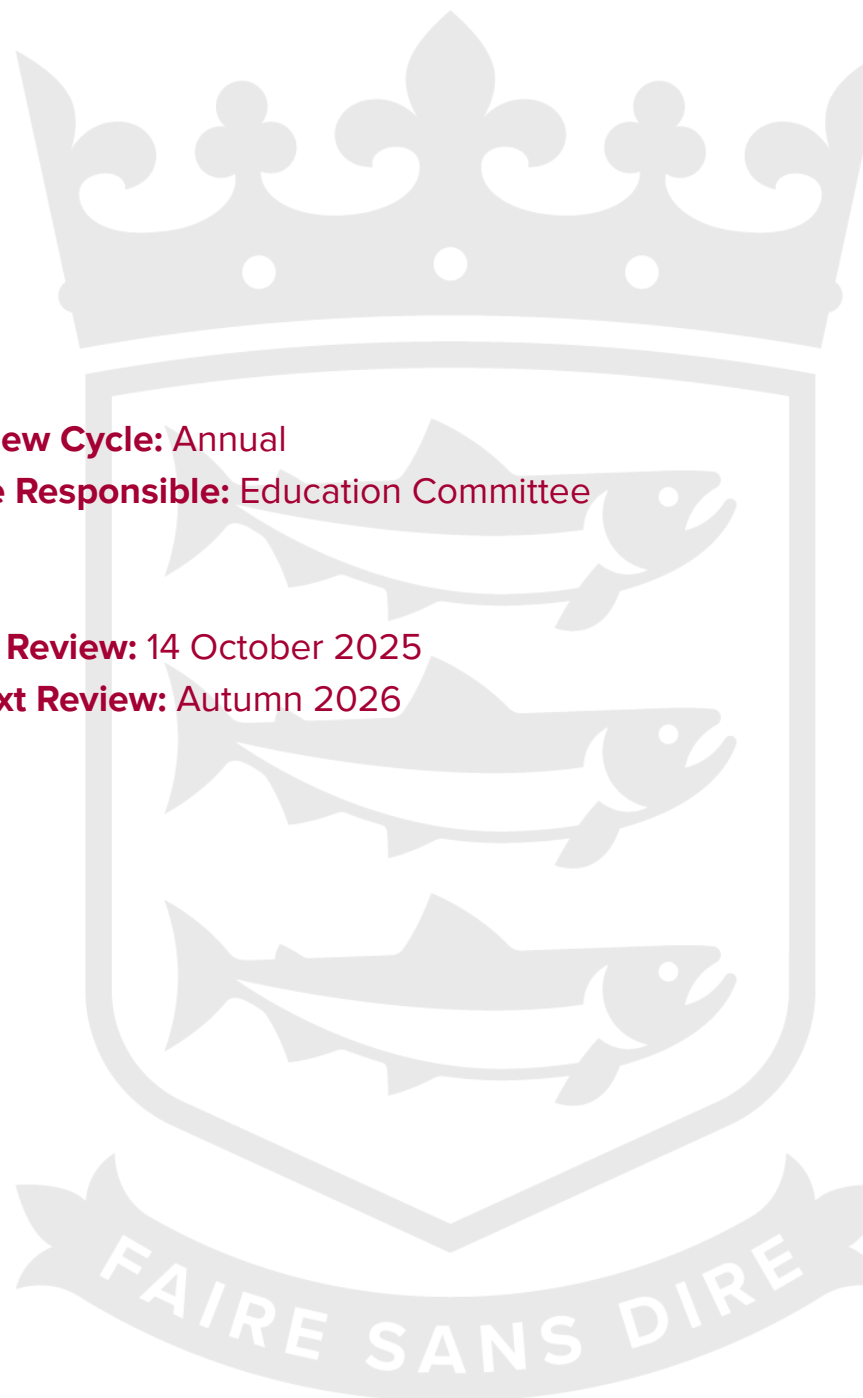 ew Cycle: Annual
e Responsible: Education Committee
Review: 14 October 2025
xt Review: Autumn 2026
FAIRE SANS DIRE